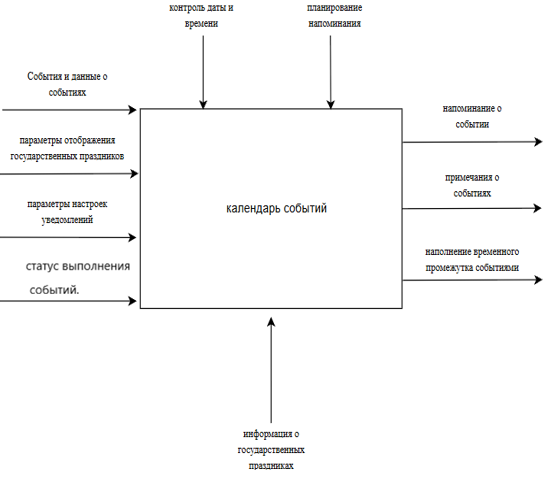 контроль даты и
времени
планирование
напоминания
События и данные о
событиях
параметры отображения
государственных праздников
параметры настроек
уведомлений
статус выполнения
событий.
календарь событий
напоминание о
событии
примечания о
событиях
наполнение временного
промежутка событиями
информация о
государственных
праздниках